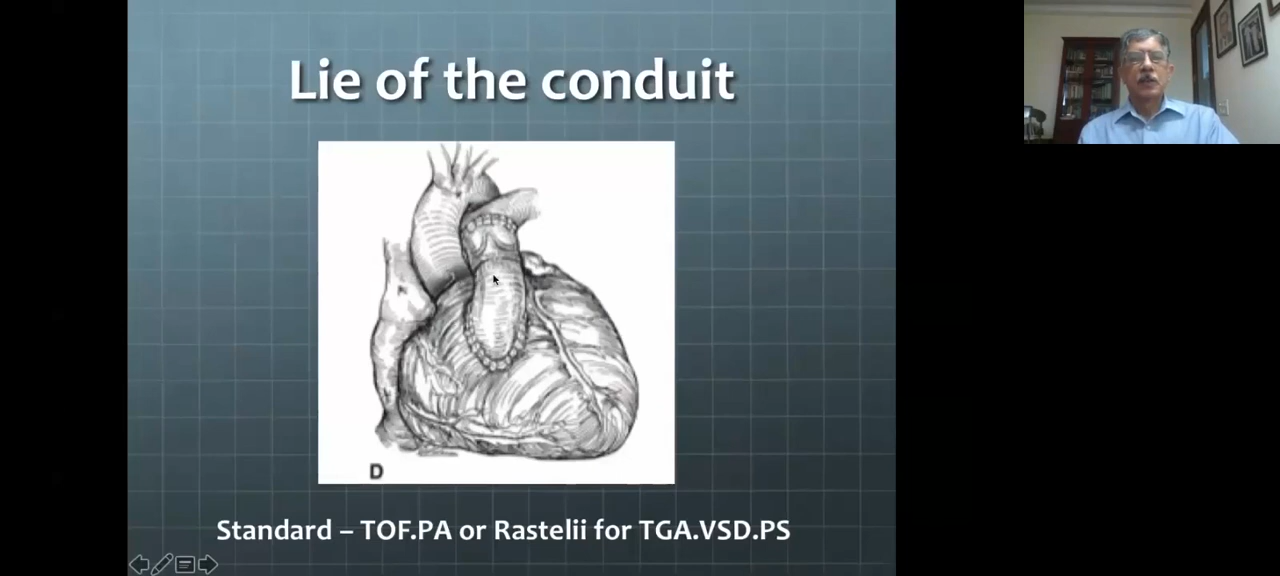 Lie of the conduit
D
Standard – TOF.PA or Rastelii for TGA.VSD.PS